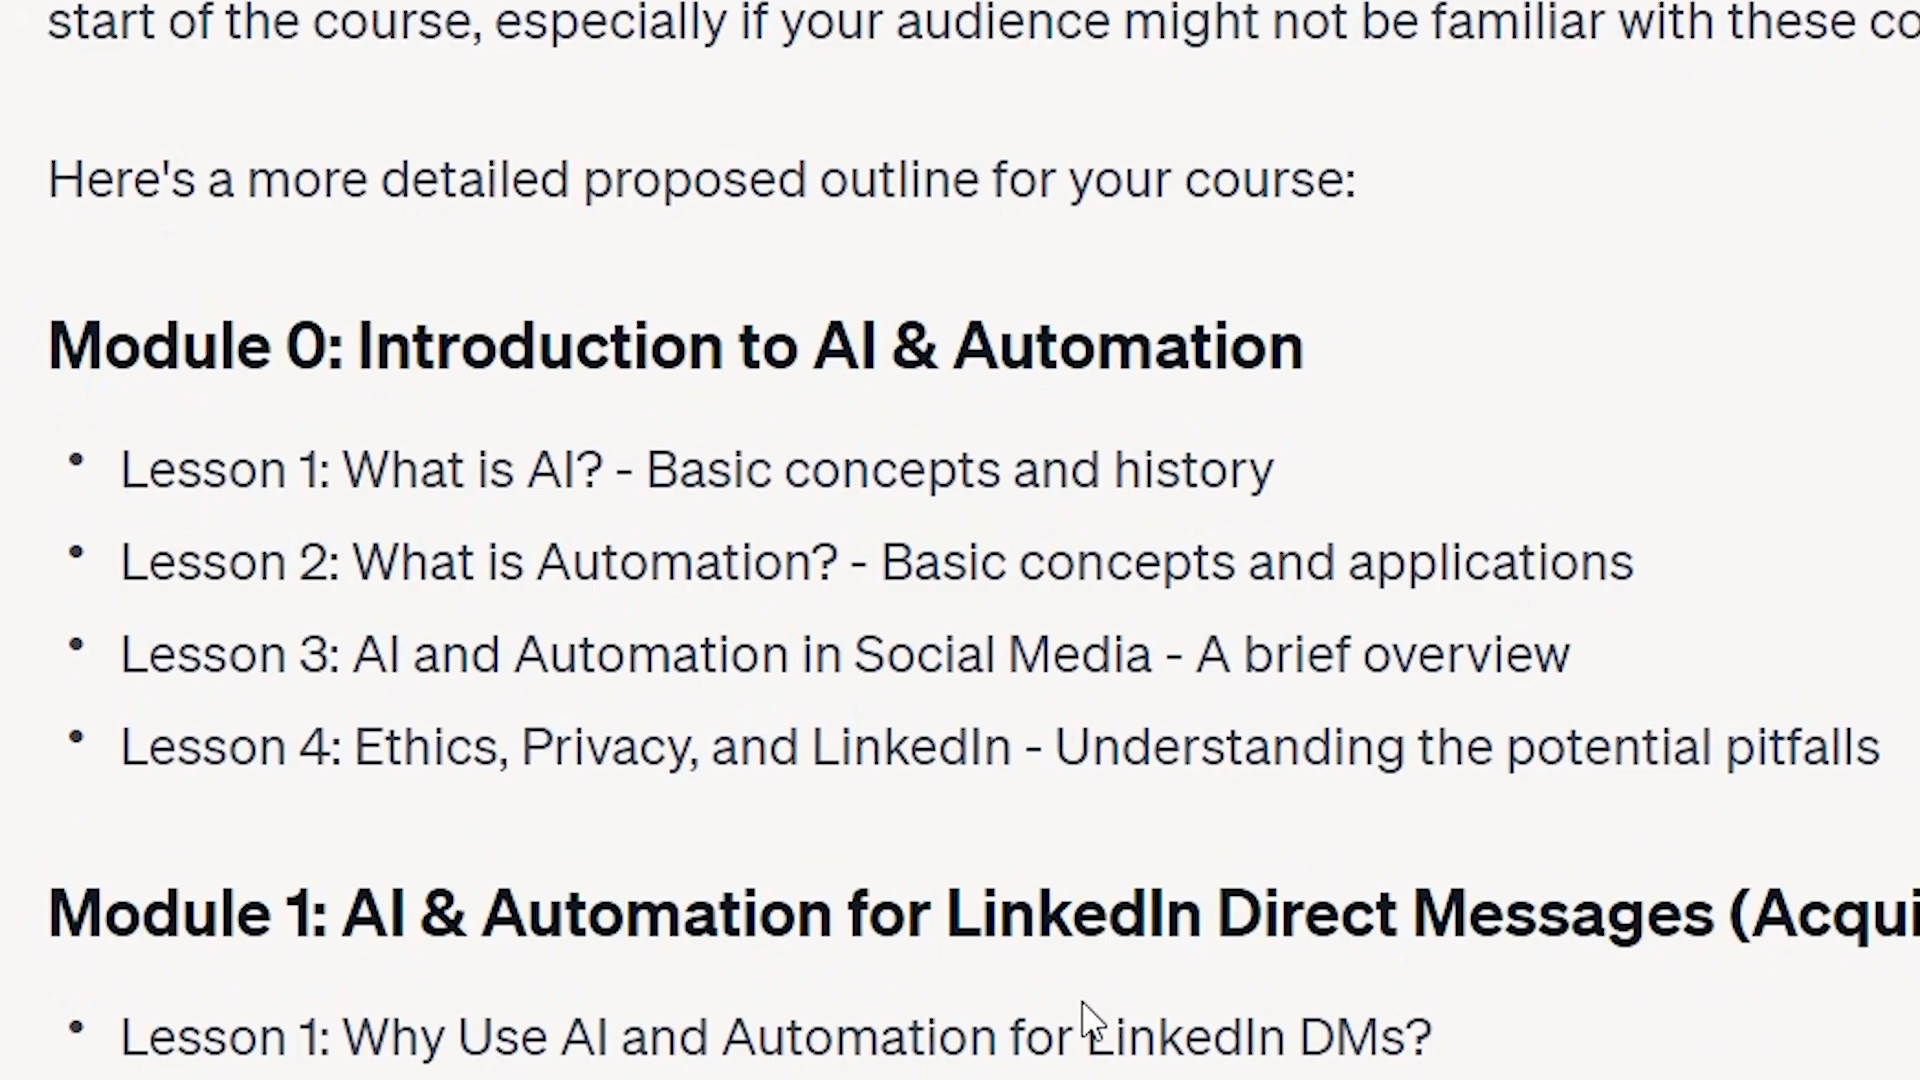 start of the course, especially if your audience might not be familiar with these
Here's a more detailed proposed outline for your course:
Module 0: Introduction to AI & Automation
• Lesson 1: What is AI? - Basic concepts and history
• Lesson 2: What is Automation? - Basic concepts and applications
• Lesson 3: AI and Automation in Social Media - A brief overview
• Lesson 4: Ethics, Privacy, and LinkedIn - Understanding the potential pitfalls
Module 1: AI & Automation for LinkedIn Direct Messages
• Lesson 1: Why Use AI and Automation for LinkedIn DMs?